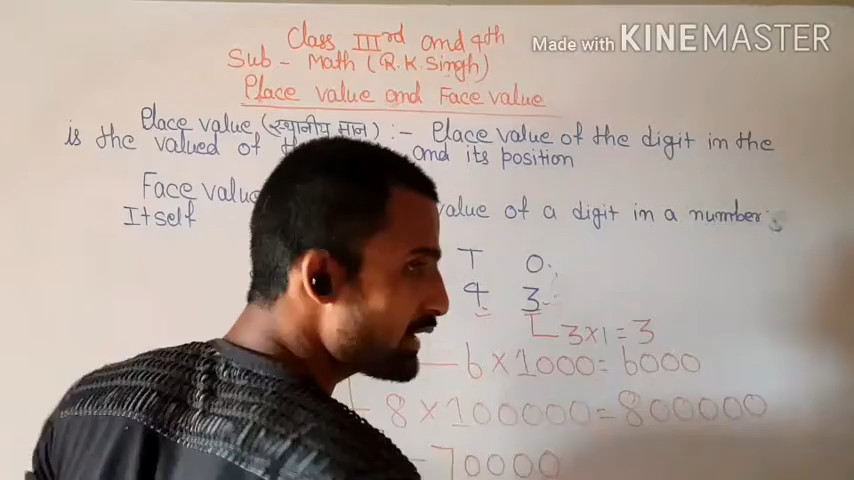 Class IIIrd and 4th
Made with KINEMASTER
Sub - Math (R.K.Singh)
Place value and Face value
Place value (स्थानीय मान) :- Place value of the digit in the
is the valued of and its position
Face value of a digit in a number is
Itself
T O
4 3
3×1 = 3
6×1000 = 6000
8×100000 = 800000
70000